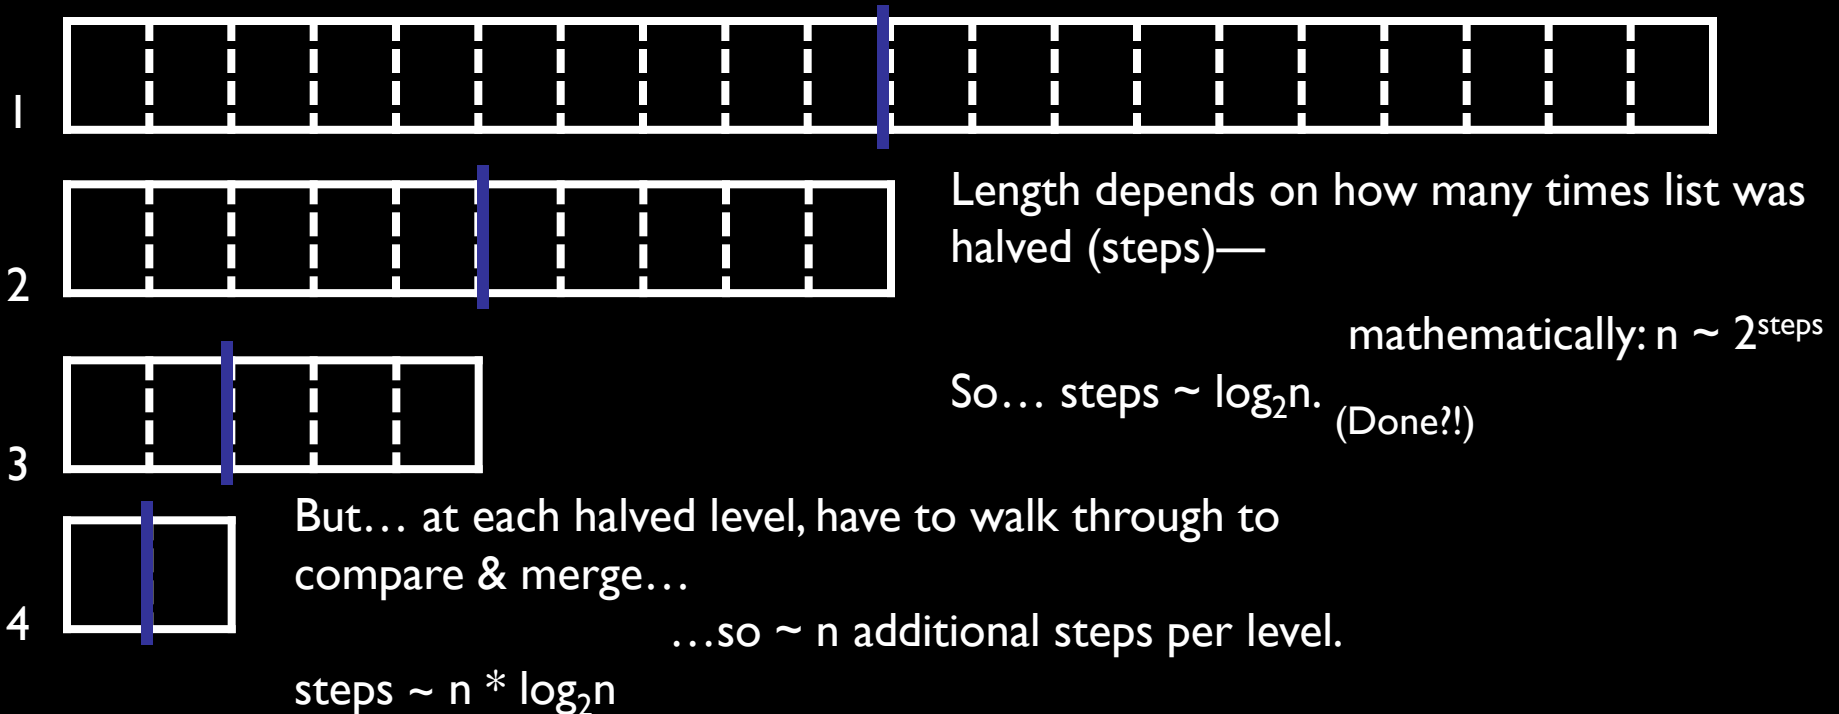 1
2
Length depends on how many times list was
halved (steps)—
mathematically: n ~ 2^steps
3
So… steps ~ log₂n.
(Done?!)
4
But… at each halved level, have to walk through to
compare & merge…
…so ~ n additional steps per level.
steps ~ n * log₂n